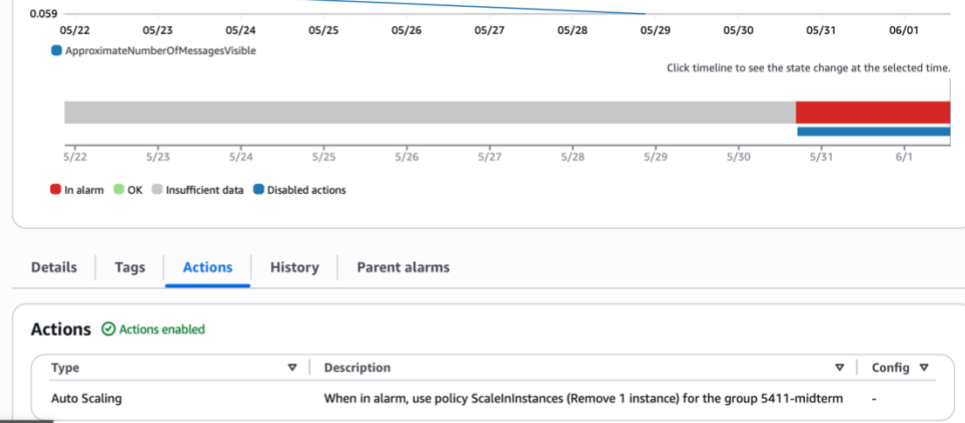 0.059
05/22 05/23 05/24 05/25 05/26 05/27 05/28 05/29 05/30 05/31 06/01
ApproximateNumberOfMessagesVisible
Click timeline to see the state change at the selected time.
5/22 5/23 5/24 5/25 5/26 5/27 5/28 5/29 5/30 5/31 6/1
In alarm OK Insufficient data Disabled actions
Details Tags Actions History Parent alarms
Actions Actions enabled
Type Description Config
Auto Scaling When in alarm, use policy ScaleInInstances (Remove 1 instance) for the group 5411-midterm -